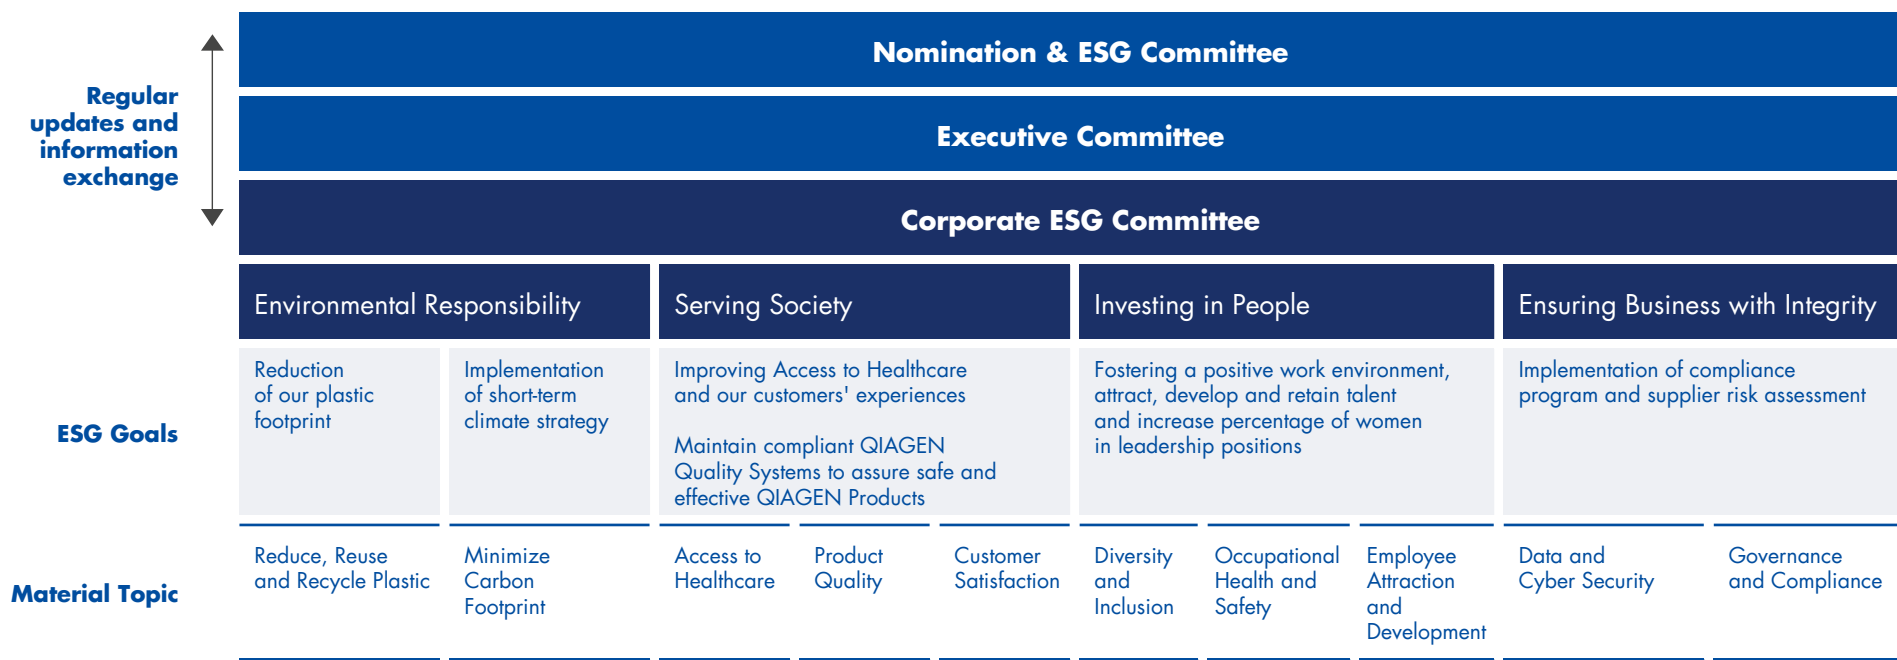 Nomination & ESG Committee
Regular
updates and
information
exchange
Executive Committee
Corporate ESG Committee
Environmental Responsibility
Serving Society
Investing in People
Ensuring Business with Integrity
ESG Goals
Reduction
of our plastic
footprint
Implementation
of short-term
climate strategy
Improving Access to Healthcare
and our customers' experiences
Maintain compliant QIAGEN
Quality Systems to assure safe and
effective QIAGEN Products
Fostering a positive work environment,
attract, develop and retain talent
and increase percentage of women
in leadership positions
Implementation of compliance
program and supplier risk assessment
Material Topic
Reduce, Reuse
and Recycle Plastic
Minimize
Carbon
Footprint
Access to
Healthcare
Product
Quality
Customer
Satisfaction
Diversity
and
Inclusion
Occupational
Health and
Safety
Employee
Attraction
and
Development
Data and
Cyber Security
Governance
and Compliance